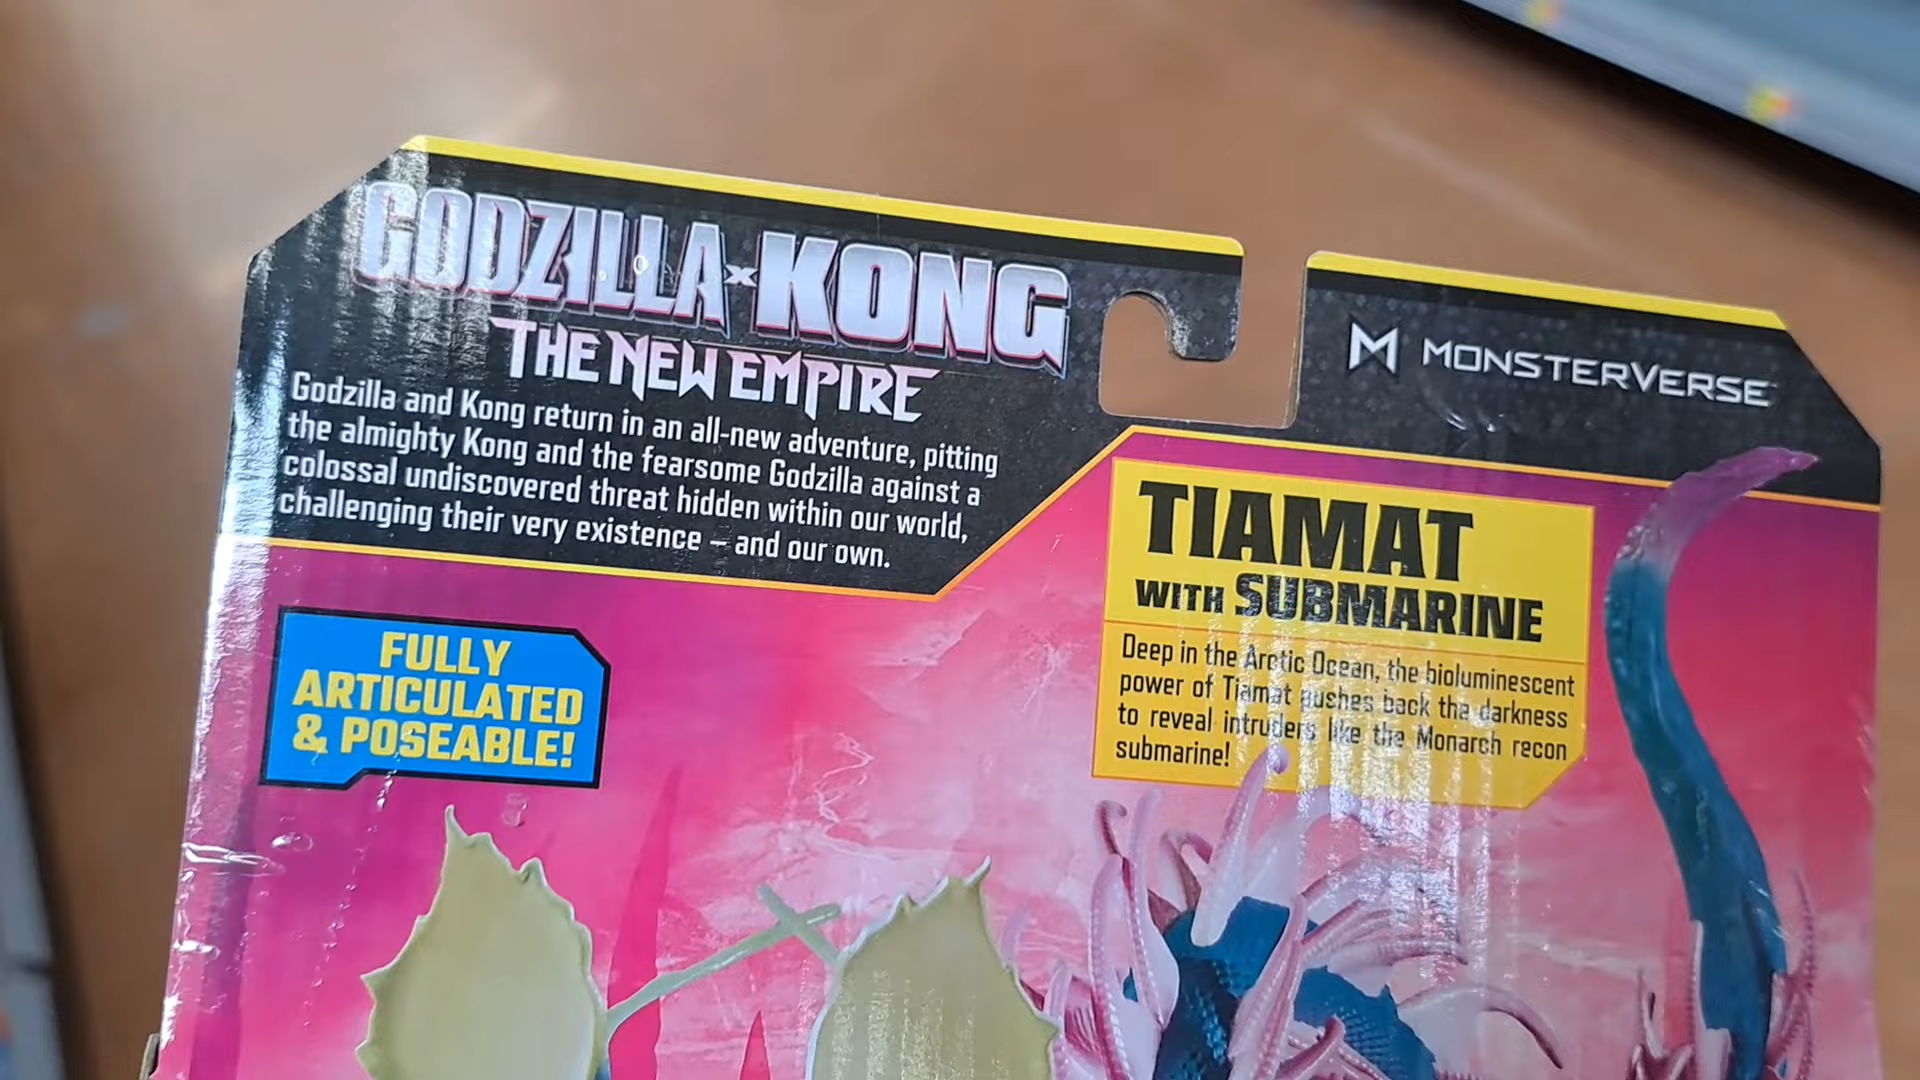 GODZILLA x KONG
THE NEW EMPIRE
Godzilla and Kong return in an all-new adventure, pitting
the almighty Kong and the fearsome Godzilla against a
colossal undiscovered threat hidden within our world,
challenging their very existence – and our own.
M MONSTERVERSE
TIAMAT
WITH SUBMARINE
Deep in the Arctic Ocean, the bioluminescent
power of Tiamat pushes back the darkness
to reveal intruders like the Monarch recon
submarine!
FULLY
ARTICULATED
& POSEABLE!